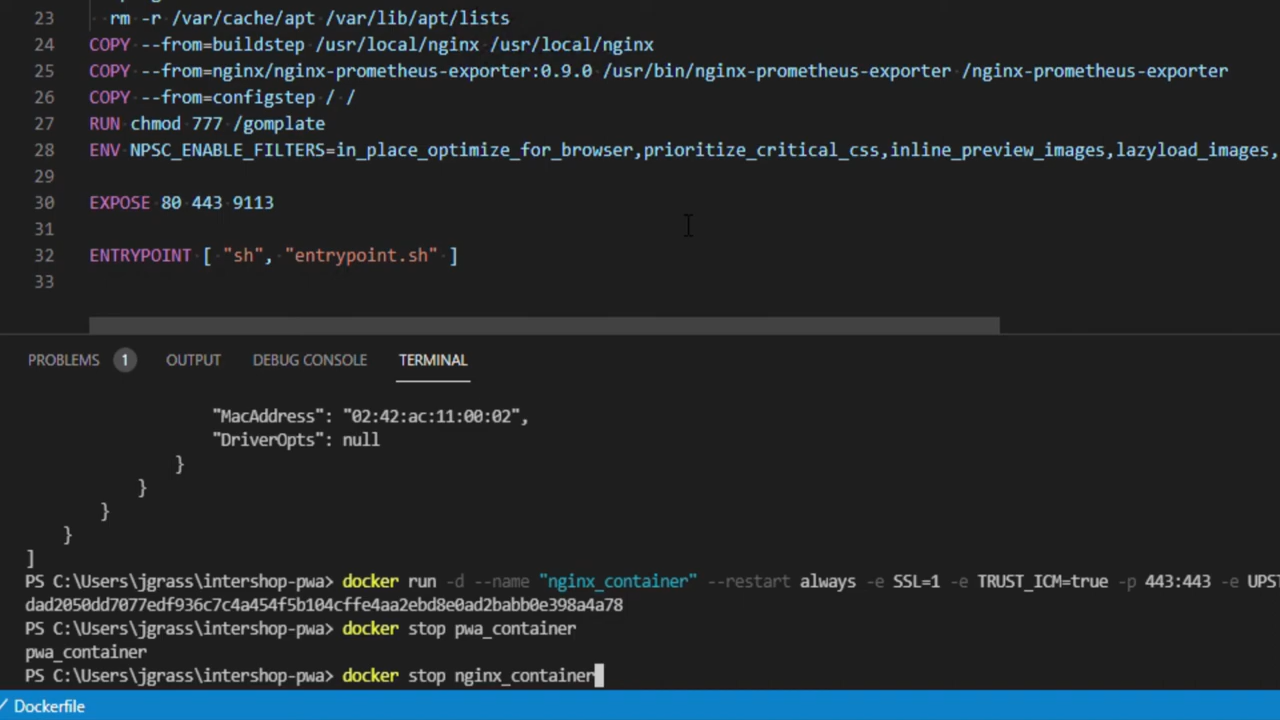 23 rm -r /var/cache/apt /var/lib/apt/lists
24 COPY --from=buildstep /usr/local/nginx /usr/local/nginx
25 COPY --from=nginx/nginx-prometheus-exporter:0.9.0 /usr/bin/nginx-prometheus-exporter /nginx-prometheus-exporter
26 COPY --from=configstep / /
27 RUN chmod 777 /gomplate
28 ENV NPSC_ENABLE_FILTERS=in_place_optimize_for_browser,prioritize_critical_css,inline_preview_images,lazyload_images,
29
30 EXPOSE 80 443 9113
31
32 ENTRYPOINT [ "sh", "entrypoint.sh" ]
33
PROBLEMS 1 OUTPUT DEBUG CONSOLE TERMINAL
"MacAddress": "02:42:ac:11:00:02",
"DriverOpts": null
}
}
}
}
]
PS C:\Users\jgrass\intershop-pwa> docker run -d --name "nginx_container" --restart always -e SSL=1 -e TRUST_ICM=true -p 443:443 -e UPST
dad2050dd7077edf936c7c4a454f5b104cffe4aa2ebd8e0ad2babb0e398a4a78
PS C:\Users\jgrass\intershop-pwa> docker stop pwa_container
pwa_container
PS C:\Users\jgrass\intershop-pwa> docker stop nginx_container
Dockerfile